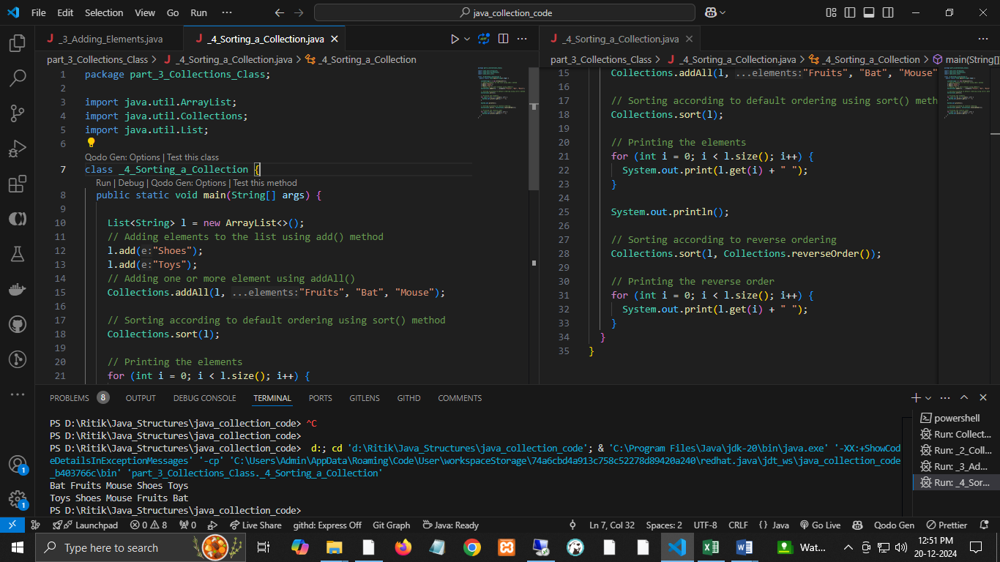 File Edit Selection View Go Run ··· java_collection_code
_3_Adding_Elements.java
_4_Sorting_a_Collection.java
part_3_Collections_Class > _4_Sorting_a_Collection.java > _4_Sorting_a_Collection
1 package part_3_Collections_Class;
2
3 import java.util.ArrayList;
4 import java.util.Collections;
5 import java.util.List;
6
Qodo Gen: Options | Test this class
7 class _4_Sorting_a_Collection {
Run | Debug | Qodo Gen: Options | Test this method
8 public static void main(String[] args) {
9
10 List<String> l = new ArrayList<>();
11 // Adding elements to the list using add() method
12 l.add(e:"Shoes");
13 l.add(e:"Toys");
14 // Adding one or more element using addAll()
15 Collections.addAll(l, ...elements:"Fruits", "Bat", "Mouse");
16
17 // Sorting according to default ordering using sort() method
18 Collections.sort(l);
19
20 // Printing the elements
21 for (int i = 0; i < l.size(); i++) {
_4_Sorting_a_Collection.java
part_3_Collections_Class > _4_Sorting_a_Collection.java > _4_Sorting_a_Collection > main(String[]
15 Collections.addAll(l, ...elements:"Fruits", "Bat", "Mouse"
16
17 // Sorting according to default ordering using sort() meth
18 Collections.sort(l);
19
20 // Printing the elements
21 for (int i = 0; i < l.size(); i++) {
22 System.out.print(l.get(i) + " ");
23 }
24
25 System.out.println();
26
27 // Sorting according to reverse ordering
28 Collections.sort(l, Collections.reverseOrder());
29
30 // Printing the reverse order
31 for (int i = 0; i < l.size(); i++) {
32 System.out.print(l.get(i) + " ");
33 }
34 }
35 }
PROBLEMS 8 OUTPUT DEBUG CONSOLE TERMINAL PORTS GITLENS GITHD COMMENTS
PS D:\Ritik\Java_Structures\java_collection_code> ^C
PS D:\Ritik\Java_Structures\java_collection_code>
PS D:\Ritik\Java_Structures\java_collection_code> d:; cd 'd:\Ritik\Java_Structures\java_collection_code'; & 'C:\Program Files\Java\jdk-20\bin\java.exe' '-XX:+ShowCod
eDetailsInExceptionMessages' '-cp' 'C:\Users\Admin\AppData\Roaming\Code\User\workspaceStorage\74a6cbd4a913c758c52278d89420a240\redhat.java\jdt_ws\java_collection_code
_b403766c\bin' 'part_3_Collections_Class._4_Sorting_a_Collection'
Bat Fruits Mouse Shoes Toys
Toys Shoes Mouse Fruits Bat
PS D:\Ritik\Java_Structures\java_collection_code>
powershell
Run: Collect...
Run: _2_Coll...
Run: _3_Ad...
Run: _4_Sor...
1
1
Launchpad 0 8 0 Live Share githd: Express Off Git Graph Java: Ready Ln 7, Col 32 Spaces: 2 UTF-8 CRLF {} Java Go Live Qodo Gen Prettier
Type here to search
Wat...
12:51 PM
20-12-2024